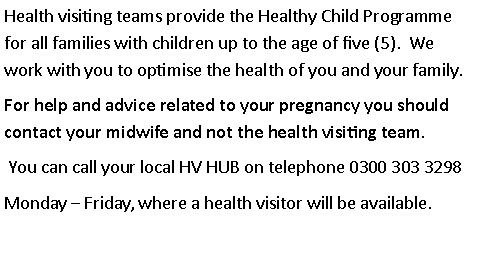 Health visiting teams provide the Healthy Child Programme
for all families with children up to the age of five (5).  We
work with you to optimise the health of you and your family.
For help and advice related to your pregnancy you should
contact your midwife and not the health visiting team.
You can call your local HV HUB on telephone 0300 303 3298
Monday – Friday, where a health visitor will be available.